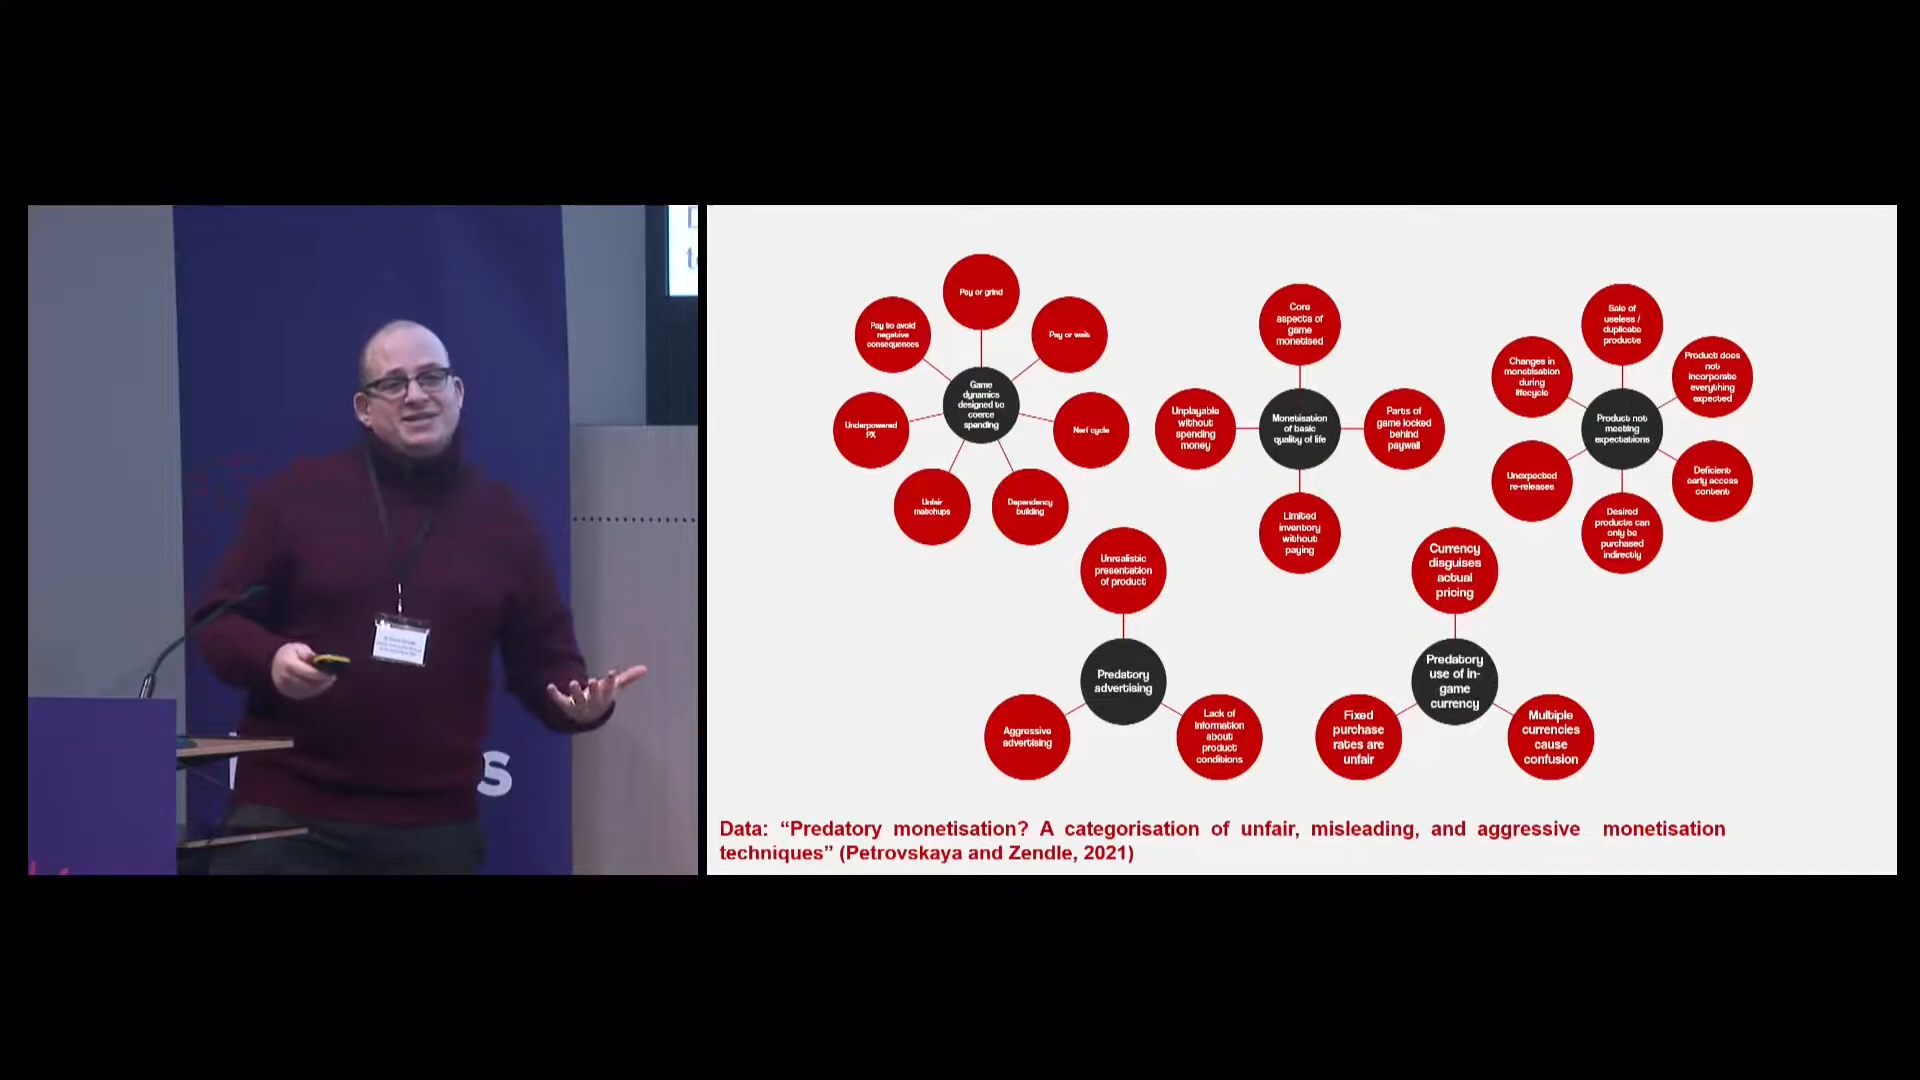 Pay or grind
Pay to avoid
negative
consequences
Pay or wait
Game
dynamics
designed to
coerce
spending
Underpowered
PX
Nerf cycle
Unfair
matchups
Dependency
building
Core
aspects of
game
monetised
Unplayable
without
spending
money
Monetisation
of basic
quality of life
Parts of
game locked
behind
paywall
Limited
inventory
without
paying
Sale of
useless /
duplicate
products
Changes in
monetisation
during
lifecycle
Product does
not
incorporate
everything
expected
Product not
meeting
expectations
Unexpected
re-releases
Deficient
early access
content
Desired
products can
only be
purchased
indirectly
Unrealistic
presentation
of product
Predatory
advertising
Aggressive
advertising
Lack of
information
about
product
conditions
Currency
disguises
actual
pricing
Predatory
use of in-
game
currency
Fixed
purchase
rates are
unfair
Multiple
currencies
cause
confusion
Data: “Predatory monetisation? A categorisation of unfair, misleading, and aggressive monetisation
techniques” (Petrovskaya and Zendle, 2021)